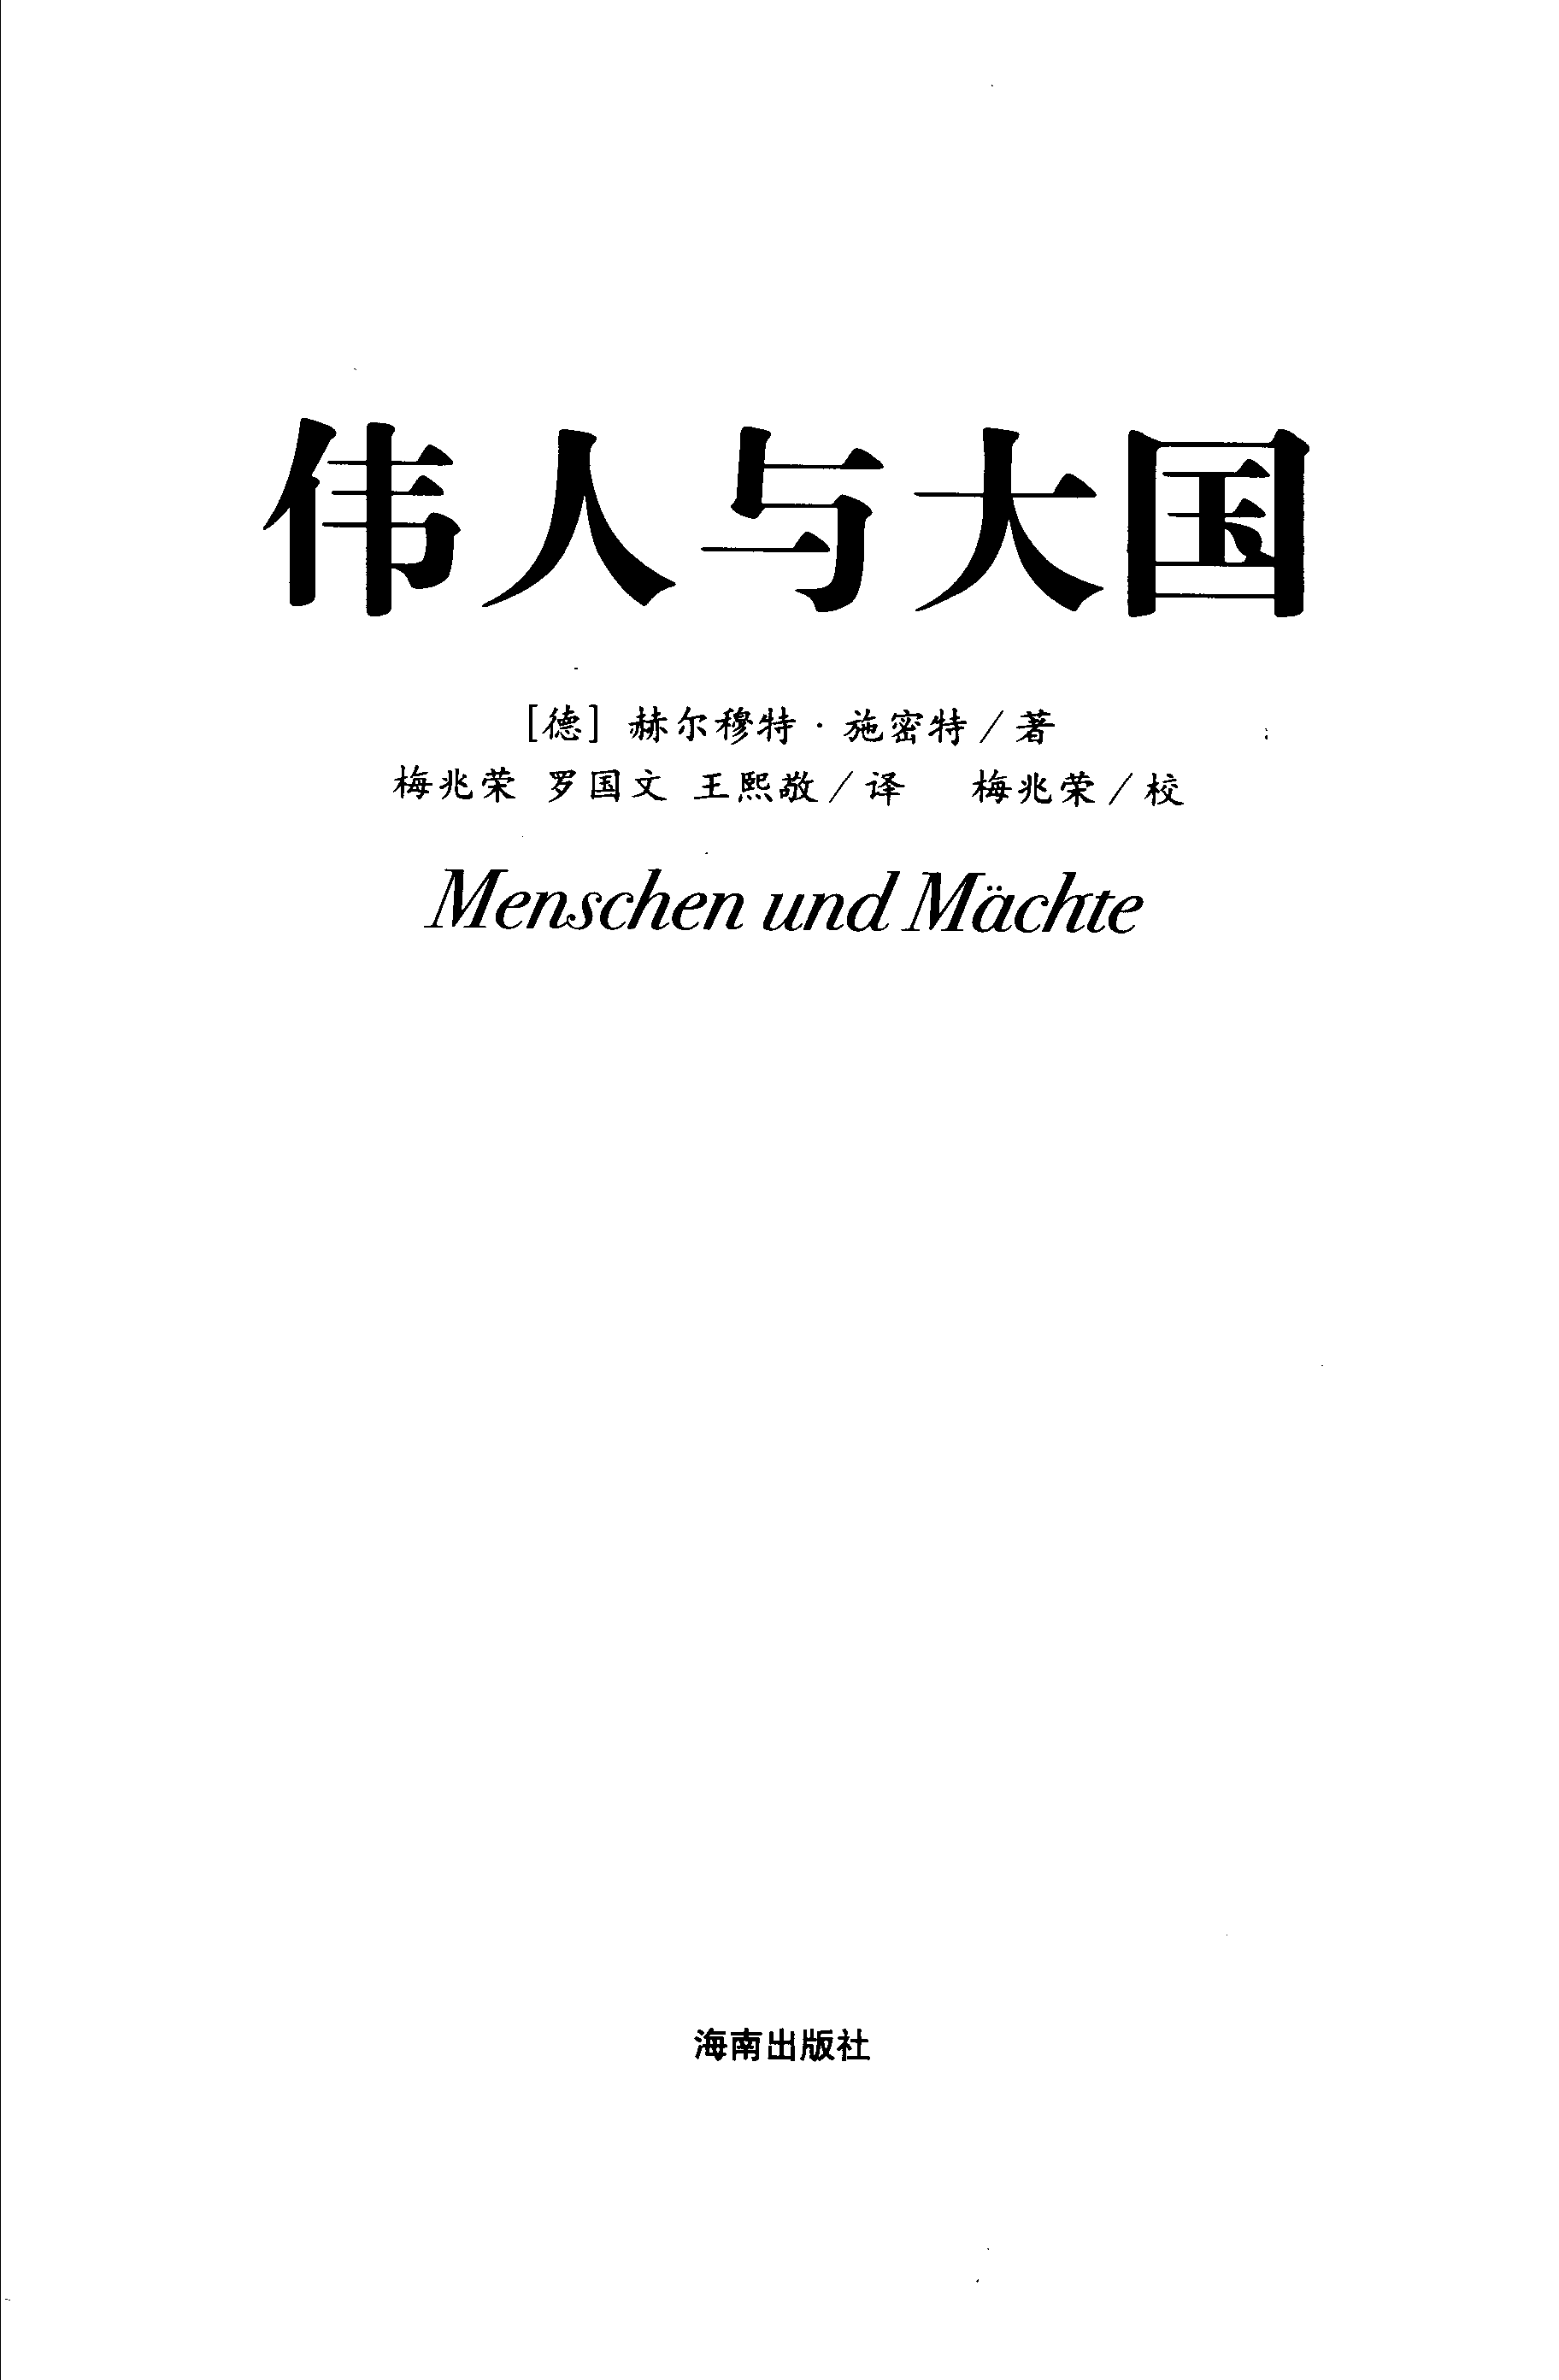 伟人与大国
[德] 赫尔穆特·施密特/著
梅兆荣 罗国文 王熙敬/译 梅兆荣/校
Menschen und Mächte
海南出版社